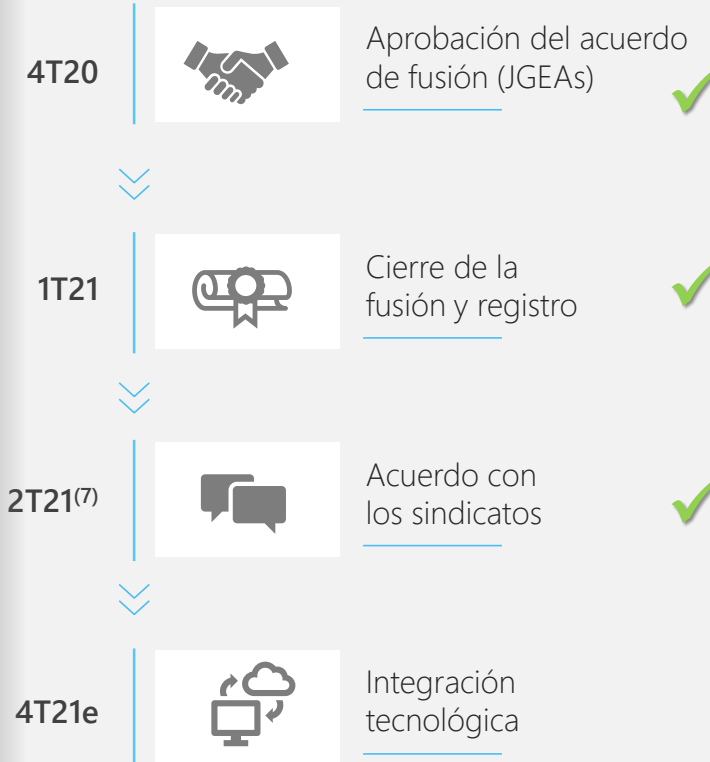 4T20
Aprobación del acuerdo
de fusión (JGEAs)
1T21
Cierre de la
fusión y registro
2T21(7)
Acuerdo con
los sindicatos
4T21e
Integración
tecnológica